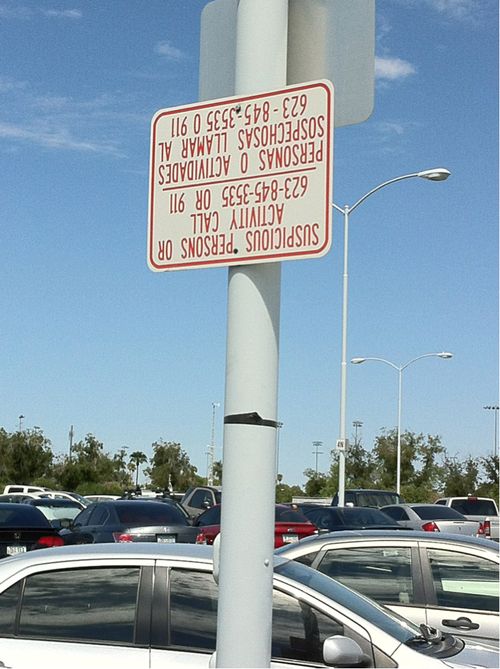 SUSPICIOUS PERSONS OR
ACTIVITY CALL
623-845-3535 OR 911
PERSONAS O ACTIVIDADES
SOSPECHOSAS LLAMAR AL
623-845-3535 O 911